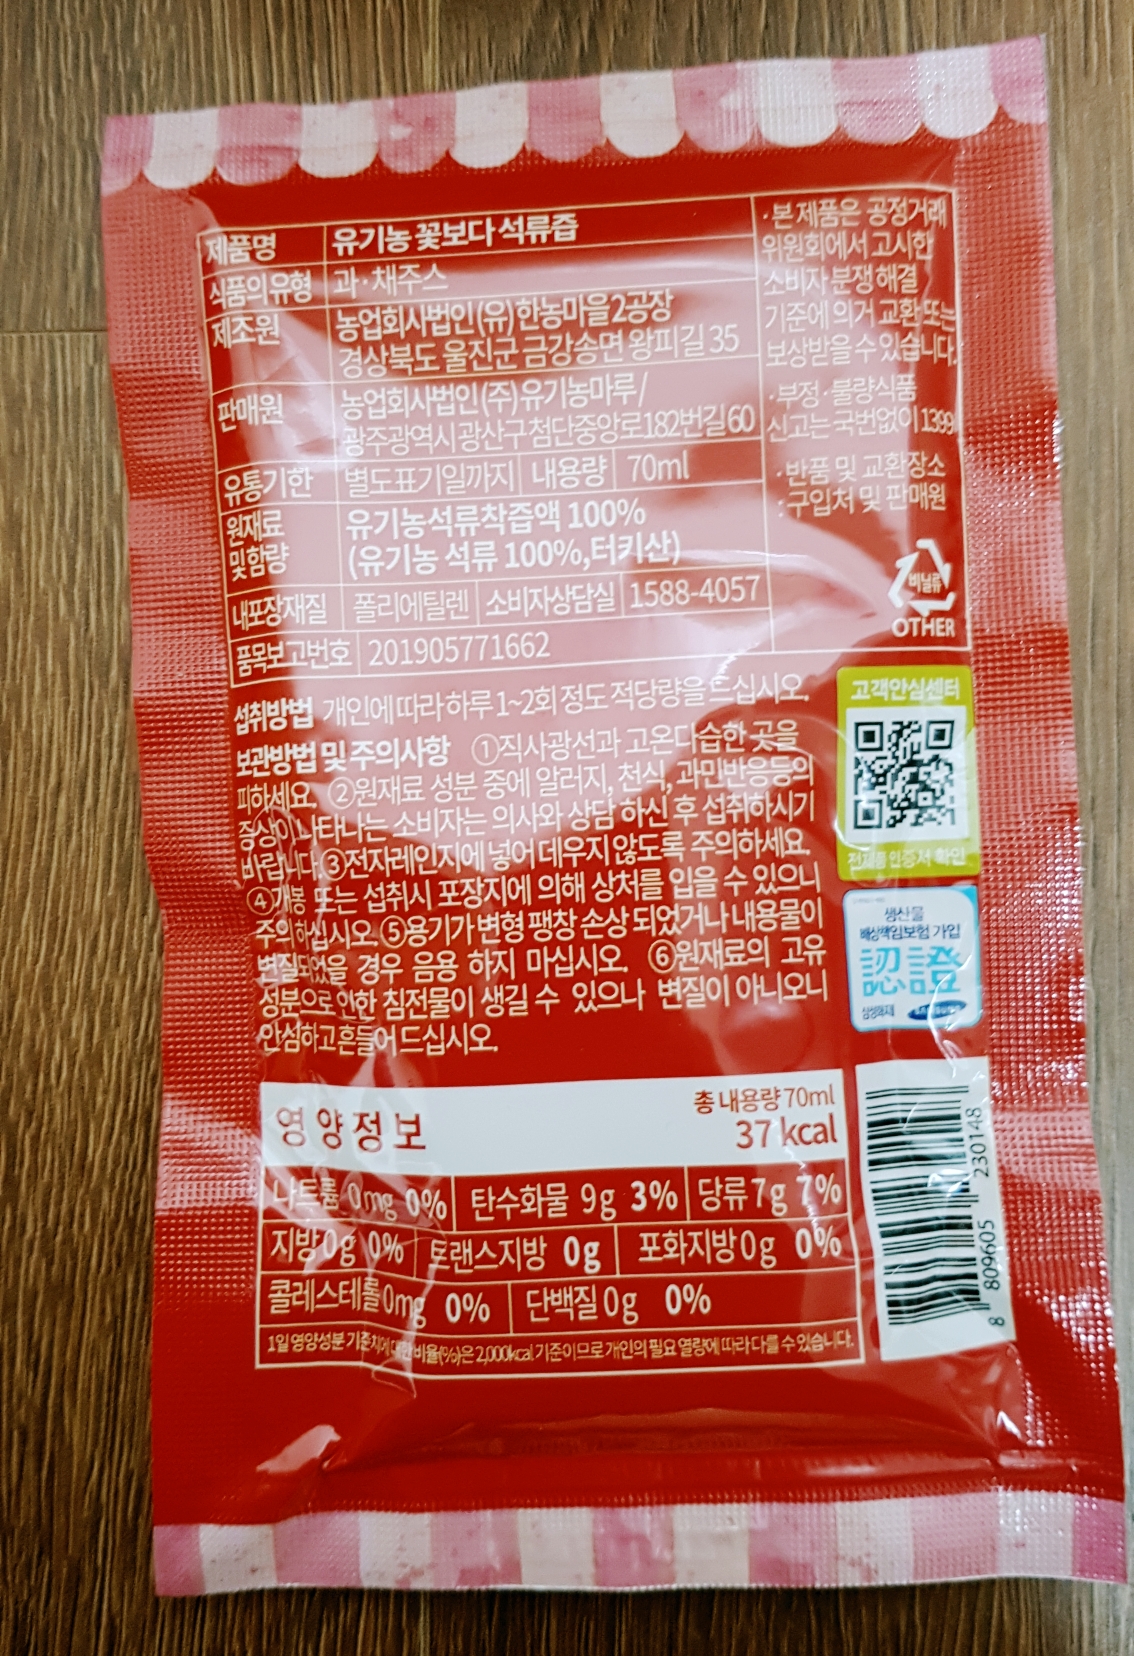 제품명 유기농 꽃보다 석류즙
식품의 유형 과·채주스
제조원 농업회사법인 (유)한농마을 2공장
경상북도 울진군 금강송면 왕피길 35
판매원 농업회사법인 (주)유기농마루/
광주광역시 광산구 첨단중앙로182번길 60
유통기한 별도표기일까지 내용량 70ml
원재료 및 함량 유기농석류착즙액 100%
(유기농 석류 100%, 터키산)
내포장재질 폴리에틸렌 소비자상담실 1588-4057
품목보고번호 201905771662
·본 제품은 공정거래
위원회에서 고시한
소비자 분쟁 해결
기준에 의거 교환 또는
보상받을 수 있습니다.
·부정·불량식품
신고는 국번없이 1399
·반품 및 교환장소
:구입처 및 판매원
비닐류
OTHER
섭취방법 개인에 따라 하루 1~2회 정도 적당량을 드십시오.
보관방법 및 주의사항 ①직사광선과 고온다습한 곳을
피하세요. ②원재료 성분 중에 알러지, 천식, 과민반응등의
증상이 나타나는 소비자는 의사와 상담 하신 후 섭취하시기
바랍니다. ③전자레인지에 넣어 데우지 않도록 주의하세요.
④개봉 또는 섭취시 포장지에 의해 상처를 입을 수 있으니
주의 하십시오. ⑤용기가 변형 팽창 손상 되었거나 내용물이
변질되었을 경우 음용 하지 마십시오. ⑥원재료의 고유
성분으로 인한 침전물이 생길 수 있으나 변질이 아니오니
안심하고 흔들어 드십시오.
고객안심센터
전제품 인증서 확인
생산물
배상책임보험 가입
認證
삼성화재
영양정보
총 내용량 70ml
37 kcal
나트륨 0mg 0% 탄수화물 9g 3% 당류 7g 7%
지방 0g 0% 토랜스지방 0g 포화지방 0g 0%
콜레스테롤 0mg 0% 단백질 0g 0%
1일 영양성분 기준치에 대한 비율(%)은 2,000kcal 기준이므로 개인의 필요 열량에 따라 다를 수 있습니다.
8 809605 230148